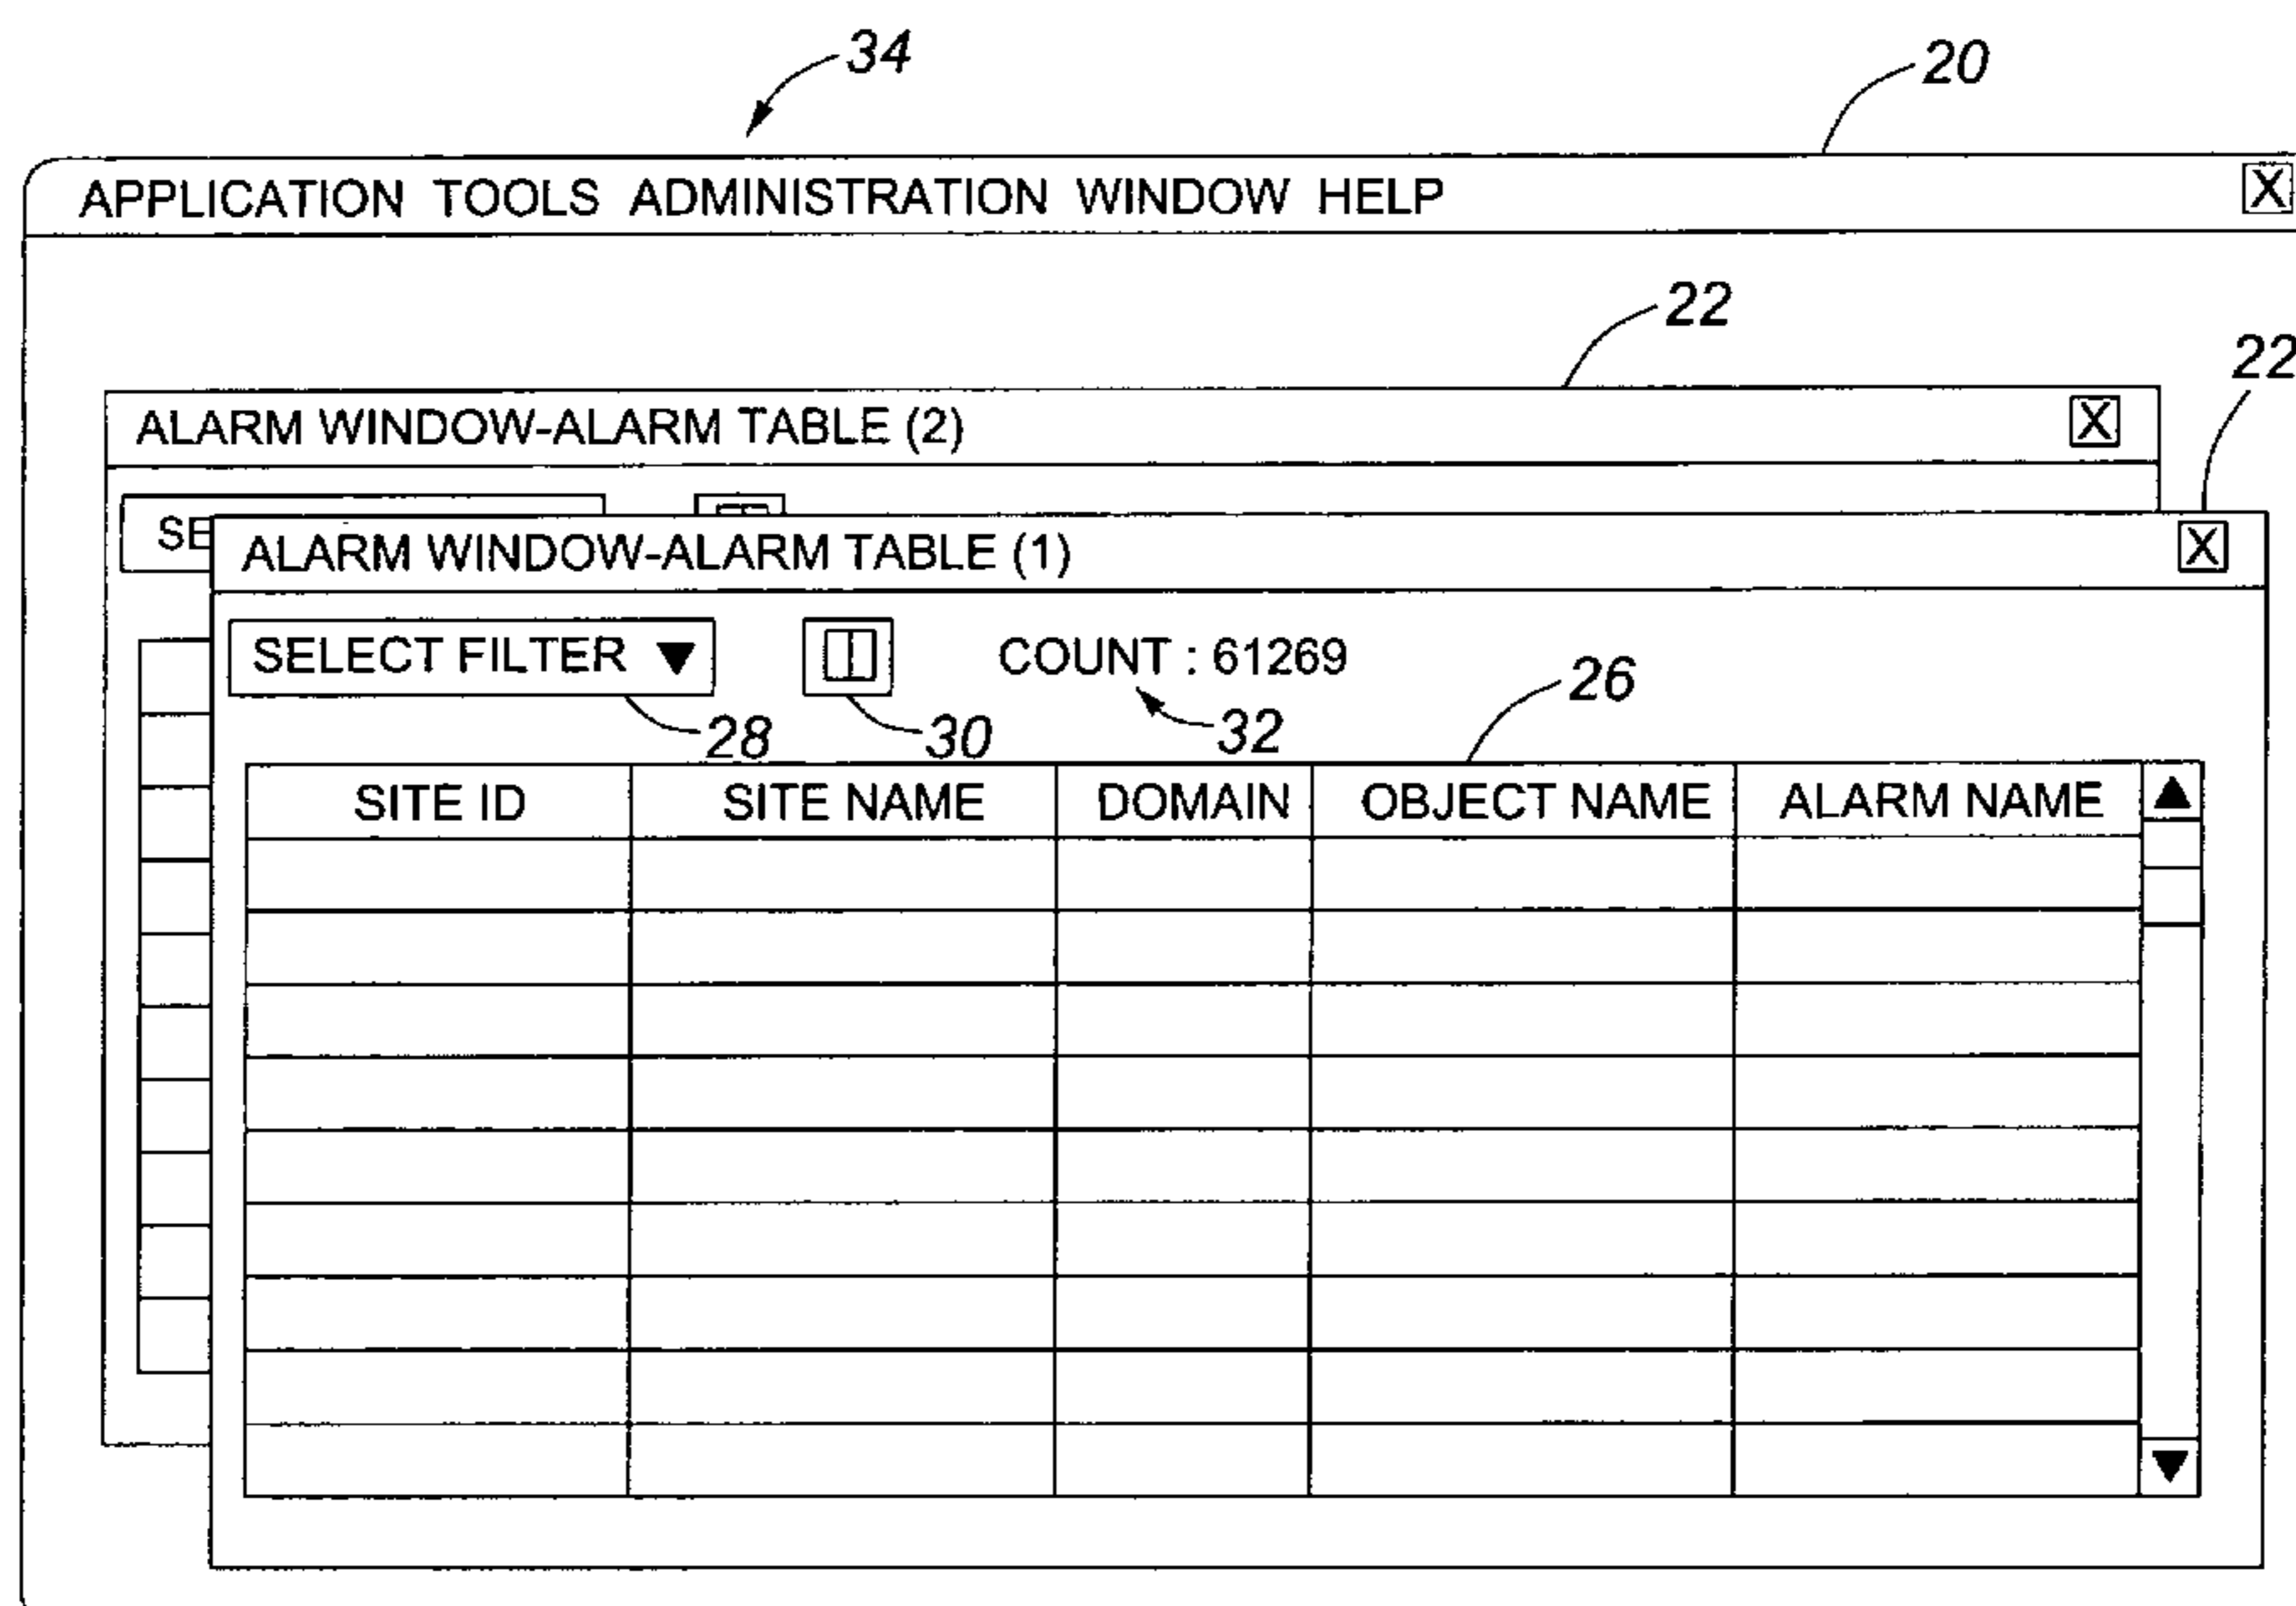 34
20
APPLICATION TOOLS ADMINISTRATION WINDOW HELP X
22
22
ALARM WINDOW-ALARM TABLE (2) X
SE
ALARM WINDOW-ALARM TABLE (1) X
SELECT FILTER COUNT : 61269
26
28 30 32
SITE ID SITE NAME DOMAIN OBJECT NAME ALARM NAME